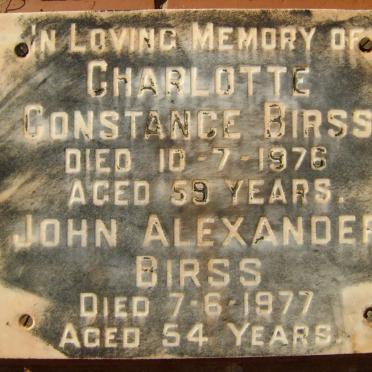 IN LOVING MEMORY OF
CHARLOTTE
CONSTANCE BIRSS
DIED 10-7-1976
AGED 59 YEARS.
JOHN ALEXANDER
BIRSS
DIED 7-6-1977
AGED 54 YEARS.